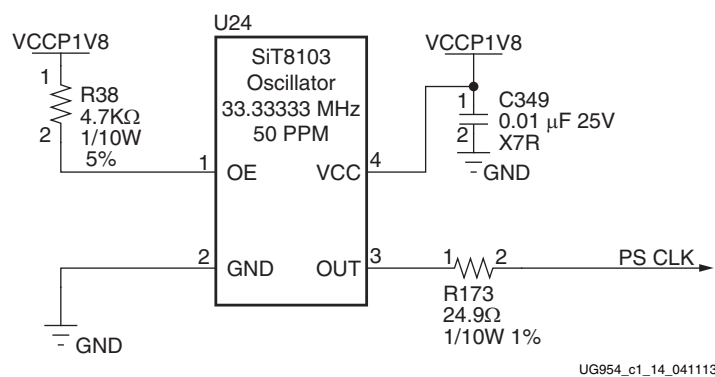 U24
VCCP1V8
VCCP1V8
SiT8103
Oscillator
33.33333 MHz
50 PPM
1
R38
4.7KΩ
1/10W
5%
2
1
C349
0.01 μF 25V
X7R
2
GND
1
OE
VCC
4
2
GND
OUT
3
1
2
PS CLK
R173
24.9Ω
1/10W 1%
GND
UG954_c1_14_041113